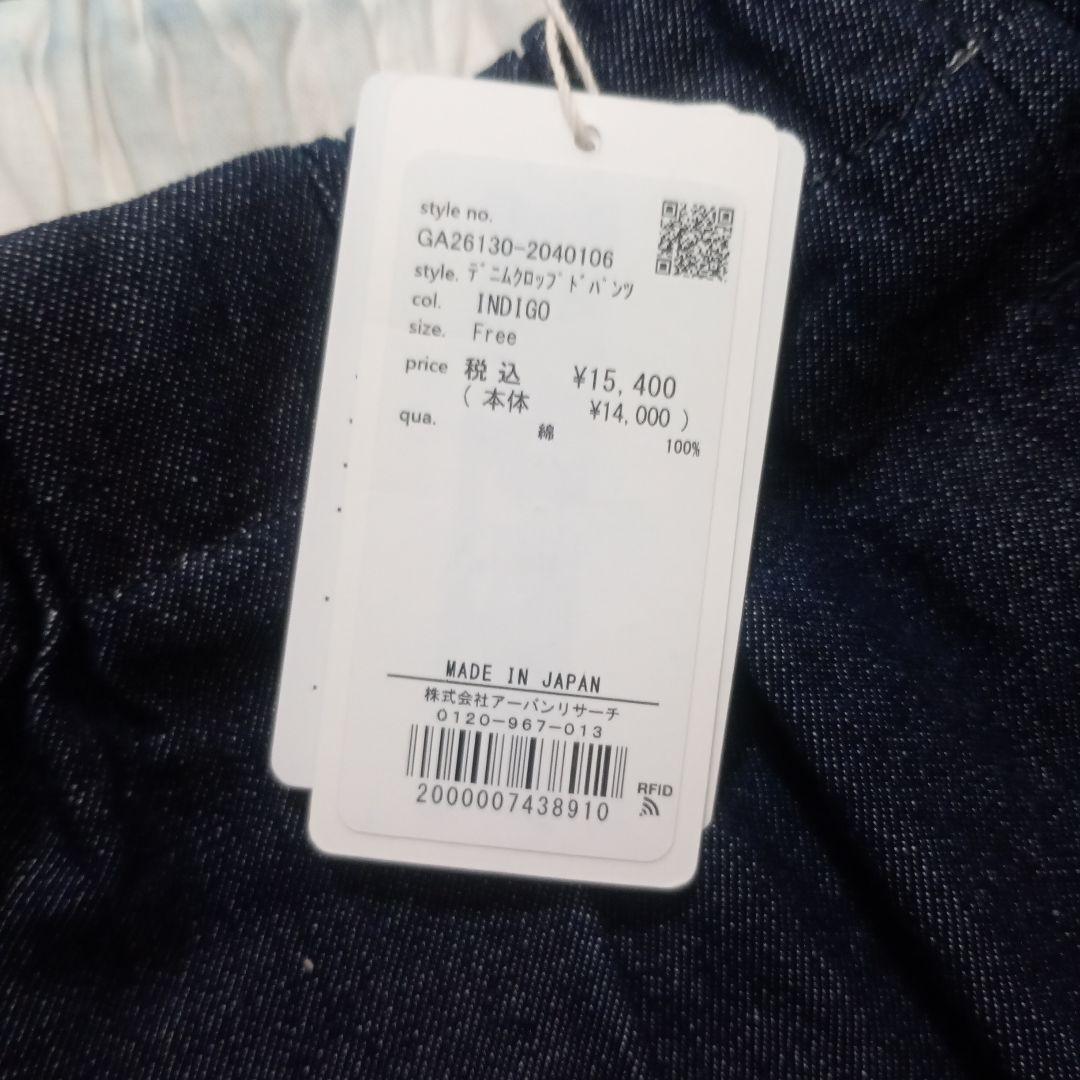 style no.
GA26130-2040106
style. ﾃﾞﾆﾑｸﾛｯﾌﾟﾄﾞﾊﾟﾝﾂ
col. INDIGO
size. Free
price 税込 ¥15,400
(本体 ¥14,000)
qua. 綿 100%
MADE IN JAPAN
株式会社アーバンリサーチ
0120-967-013
2000007438910
RFID